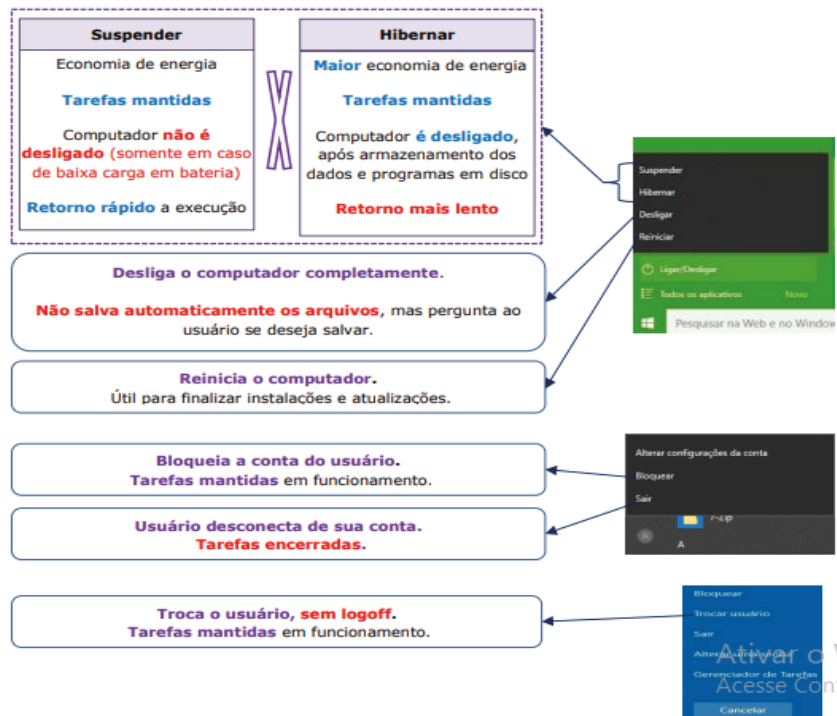 Suspender
Economia de energia
Tarefas mantidas
Computador não é
desligado (somente em caso
de baixa carga em bateria)
Retorno rápido a execução
Hibernar
Maior economia de energia
Tarefas mantidas
Computador é desligado,
após armazenamento dos
dados e programas em disco
Retorno mais lento
Suspender
Hibernar
Desligar
Reiniciar
Ligar/Desligar
Todos os aplicativos Novo
Pesquisar na Web e no Window
Desliga o computador completamente.
Não salva automaticamente os arquivos, mas pergunta ao
usuário se deseja salvar.
Reinicia o computador.
Útil para finalizar instalações e atualizações.
Bloqueia a conta do usuário.
Tarefas mantidas em funcionamento.
Usuário desconecta de sua conta.
Tarefas encerradas.
Alterar configurações da conta
Bloquear
Sair
7-Zip
A
Troca o usuário, sem logoff.
Tarefas mantidas em funcionamento.
Bloquear
Trocar usuário
Sair
Alterar uma senha
Gerenciador de Tarefas
Cancelar
Ativar o W
Acesse Con